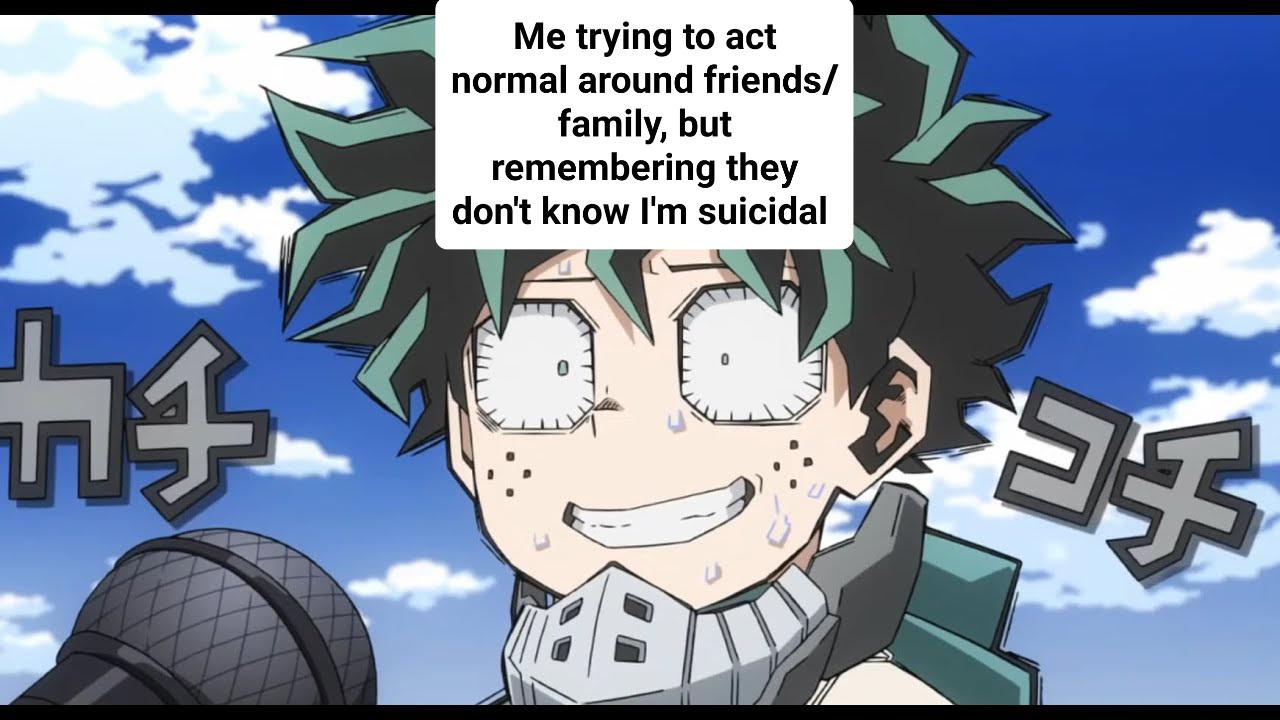 Me trying to act
normal around friends/
family, but
remembering they
don't know I'm suicidal
カチ
コチ